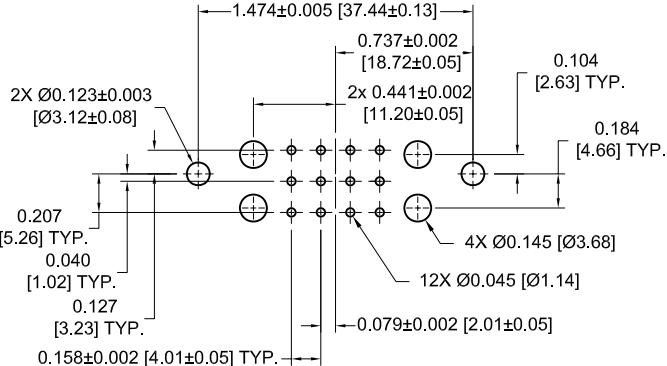 1.474±0.005 [37.44±0.13]
0.737±0.002
[18.72±0.05]
0.104
[2.63] TYP.
2X Ø0.123±0.003
[Ø3.12±0.08]
2x 0.441±0.002
[11.20±0.05]
0.184
[4.66] TYP.
0.207
[5.26] TYP.
0.040
[1.02] TYP.
0.127
[3.23] TYP.
4X Ø0.145 [Ø3.68]
12X Ø0.045 [Ø1.14]
0.079±0.002 [2.01±0.05]
0.158±0.002 [4.01±0.05] TYP.